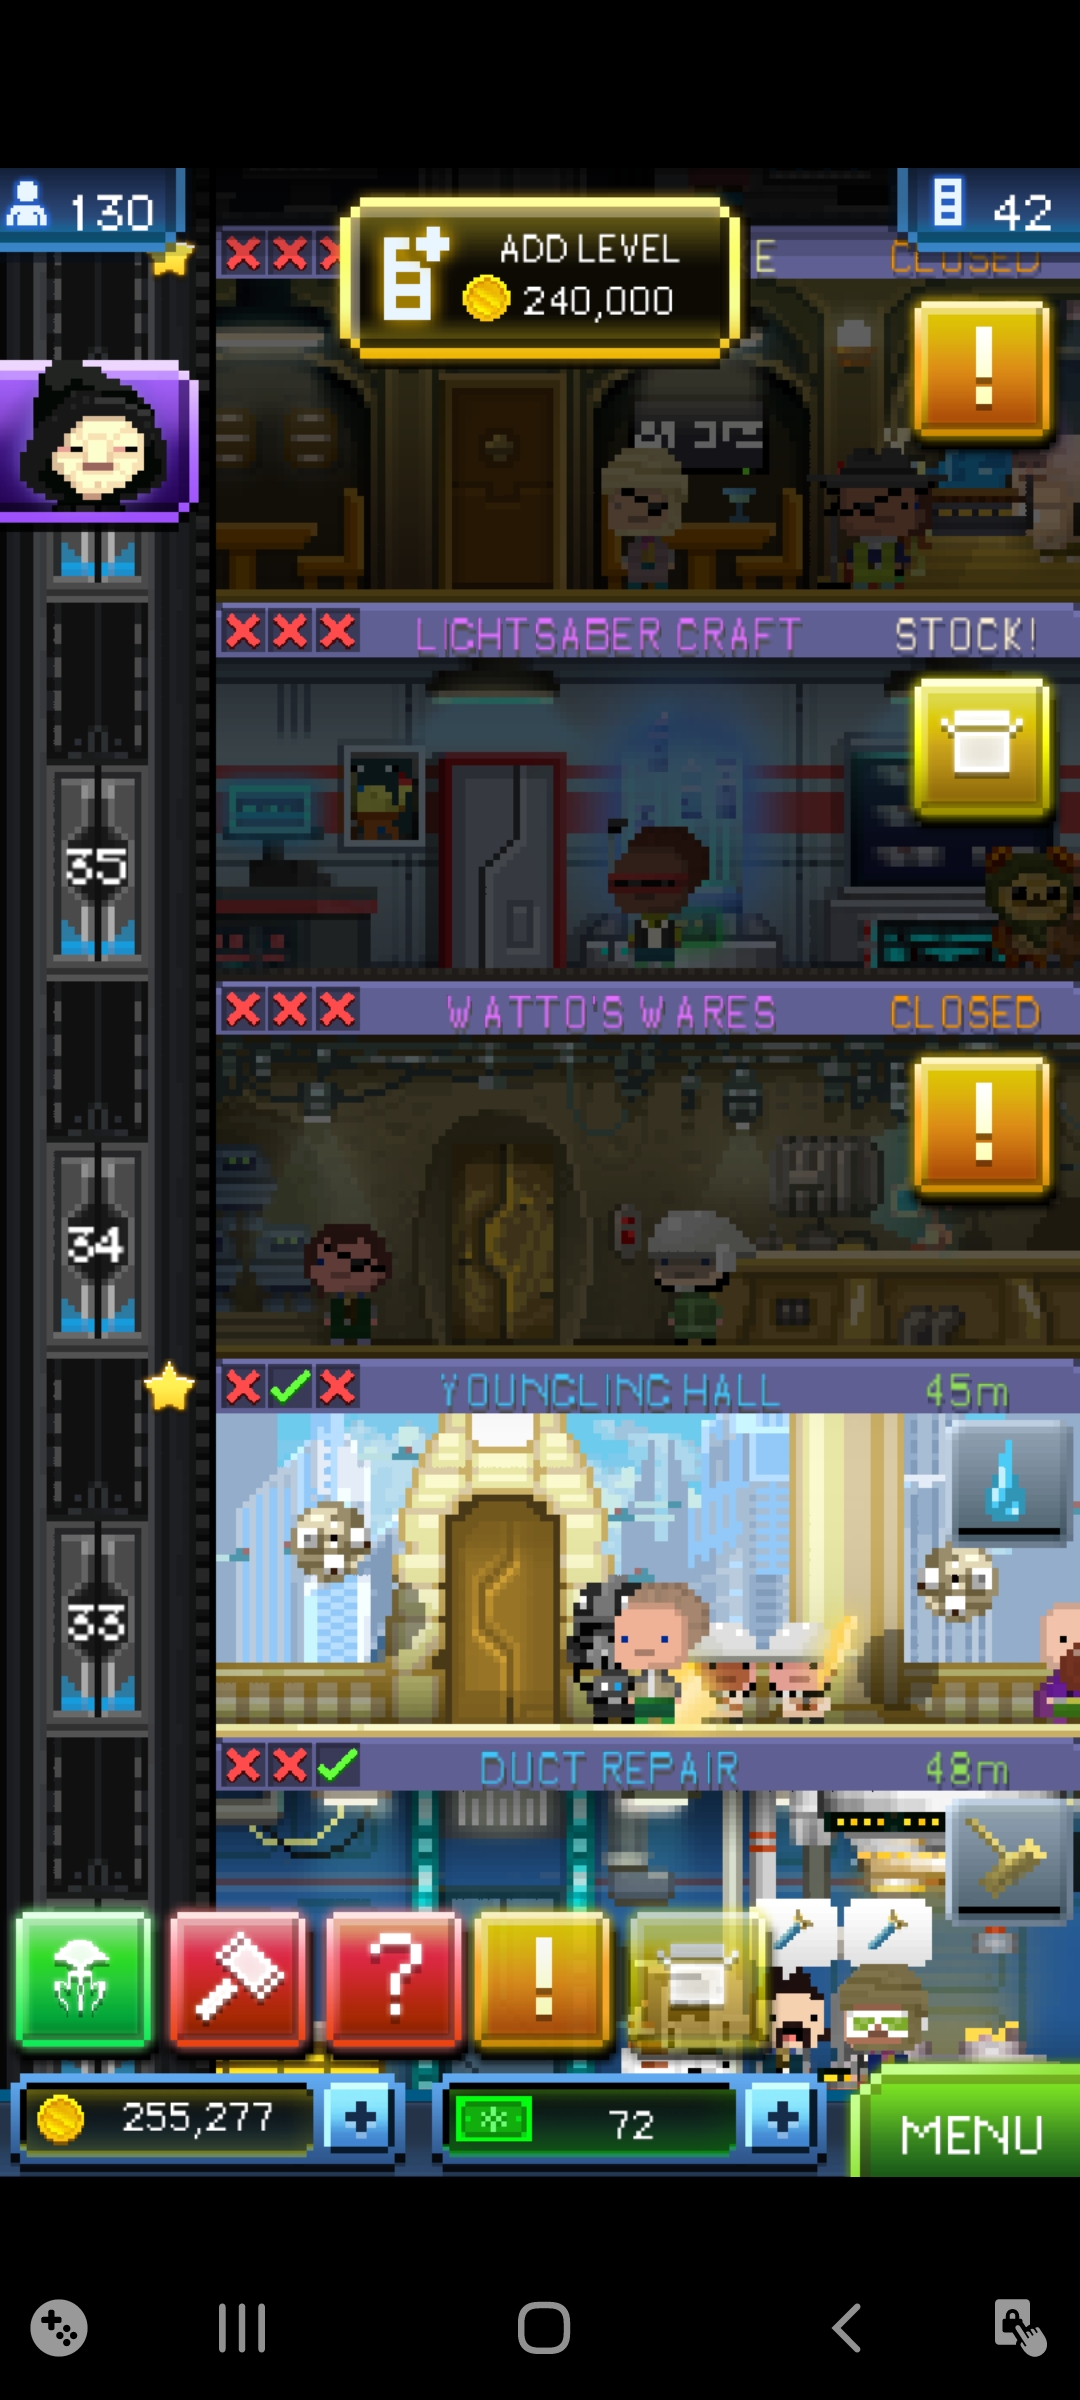 130
42
ADD LEVEL
240,000
E
CLOSED
LIGHTSABER CRAFT
STOCK!
35
WATTO'S WARES
CLOSED
34
YOUNGLING HALL
45m
33
DUCT REPAIR
48m
255,277
72
MENU